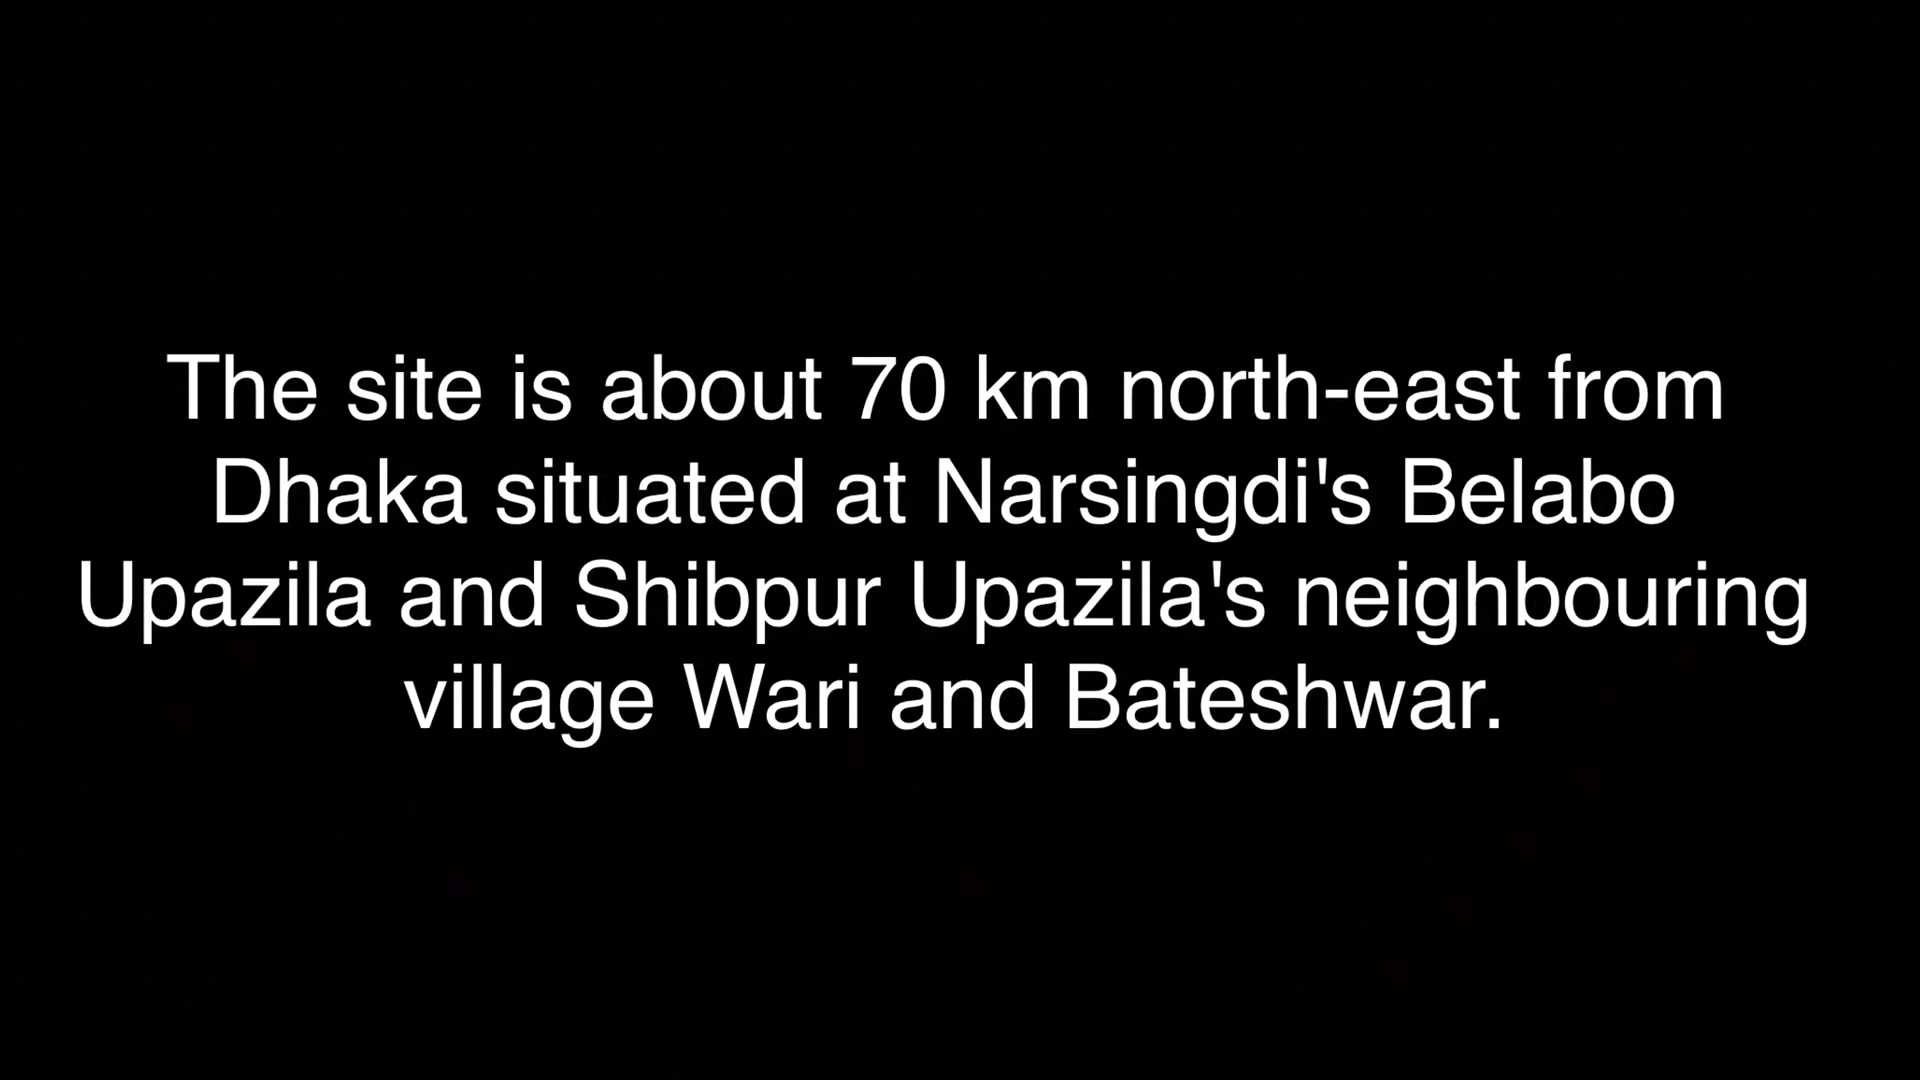 The site is about 70 km north-east from
Dhaka situated at Narsingdi's Belabo
Upazila and Shibpur Upazila's neighbouring
village Wari and Bateshwar.